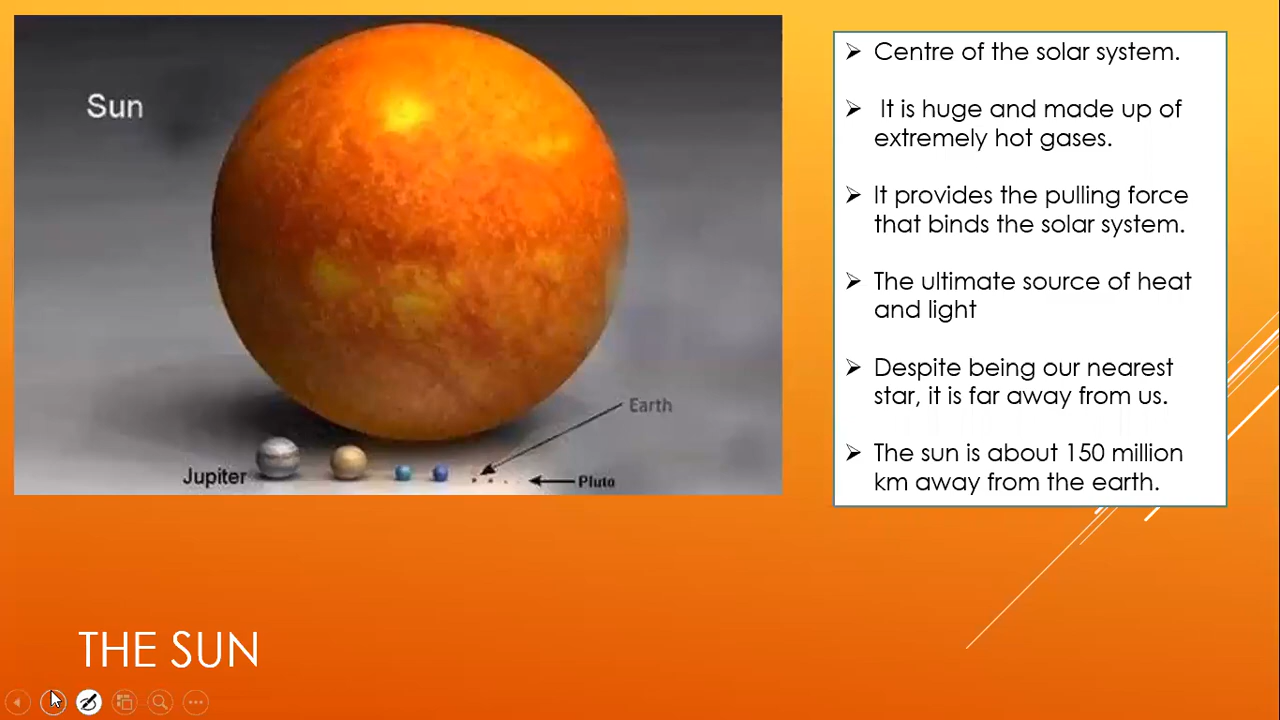 Sun
Earth
Jupiter
Pluto
➢ Centre of the solar system.
➢ It is huge and made up of
extremely hot gases.
➢ It provides the pulling force
that binds the solar system.
➢ The ultimate source of heat
and light
➢ Despite being our nearest
star, it is far away from us.
➢ The sun is about 150 million
km away from the earth.
THE SUN